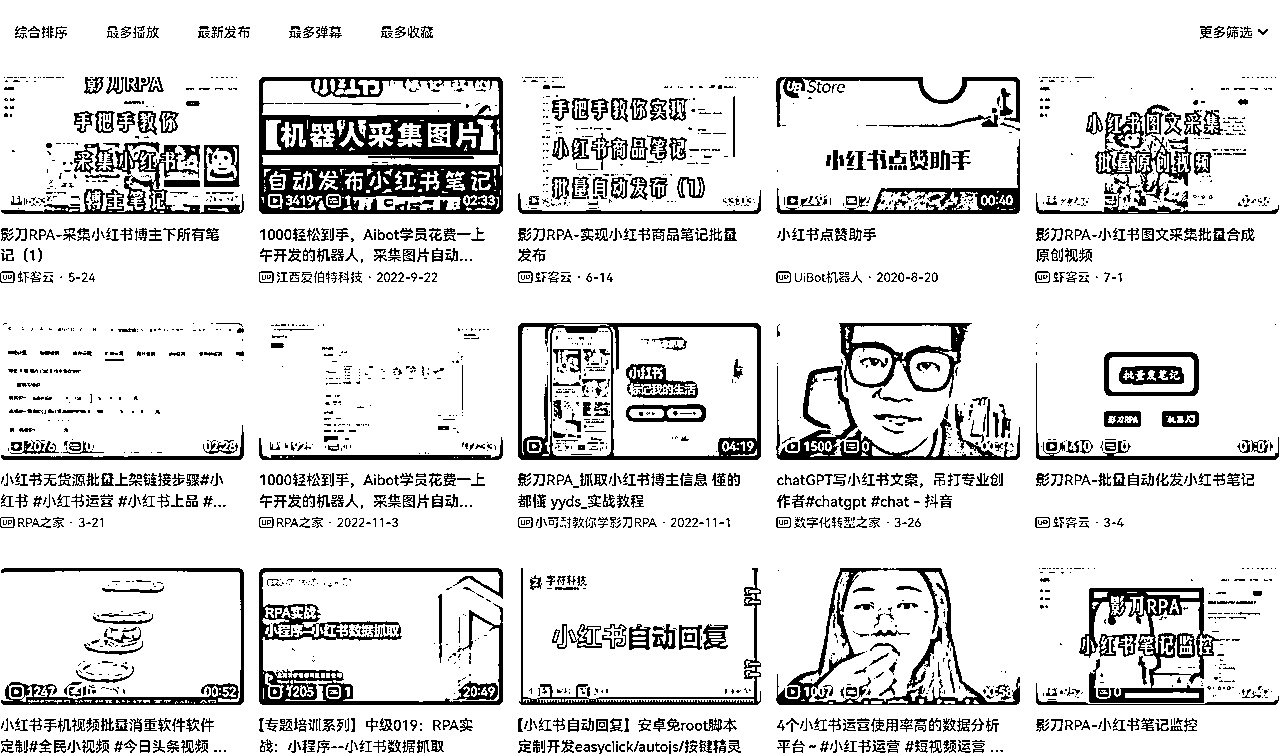 综合排序 最多播放 最新发布 最多弹幕 最多收藏 更多筛选
影刀RPA
手把手教你
采集小红书
博主笔记
小红书
【机器人采集图片】
自动发布小红书笔记
3419 1 02:33
手把手教你实现
小红书商品笔记
批量自动发布（1）
Store
小红书点赞助手
00:40
小红书图文采集
批量原创视频
影刀RPA-采集小红书博主下所有笔
记（1）
虾客云 · 5-24
1000轻松到手，Aibot学员花费一上
午开发的机器人，采集图片自动...
江西爱伯特科技 · 2022-9-22
影刀RPA-实现小红书商品笔记批量
发布
虾客云 · 6-14
小红书点赞助手
UiBot机器人 · 2020-8-20
影刀RPA-小红书图文采集批量合成
原创视频
虾客云 · 7-1
2076 0 02:28
小红书
标记我的生活
04:19
1500 0
批量发笔记
影刀RPA 机器人
1410 0 01:01
小红书无货源批量上架链接步骤#小
红书 #小红书运营 #小红书上品 #...
RPA之家 · 3-21
1000轻松到手，Aibot学员花费一上
午开发的机器人，采集图片自动...
RPA之家 · 2022-11-3
影刀RPA_抓取小红书博主信息 懂的
都懂 yyds_实战教程
小可耐教你学影刀RPA · 2022-11-1
chatGPT写小红书文案，吊打专业创
作者#chatgpt #chat - 抖音
数字化转型之家 · 3-26
影刀RPA-批量自动化发小红书笔记
虾客云 · 3-4
1247 00:52
RPA实战
小程序--小红书数据抓取
1205 1 20:49
字符科技
小红书自动回复
1007
影刀RPA
小红书笔记监控
0
小红书手机视频批量消重软件软件
定制#全民小视频 #今日头条视频 ...
【专题培训系列】中级019：RPA实
战：小程序--小红书数据抓取
【小红书自动回复】安卓免root脚本
定制开发easyclick/autojs/按键精灵
4个小红书运营使用率高的数据分析
平台~#小红书运营 #短视频运营 ...
影刀RPA-小红书笔记监控